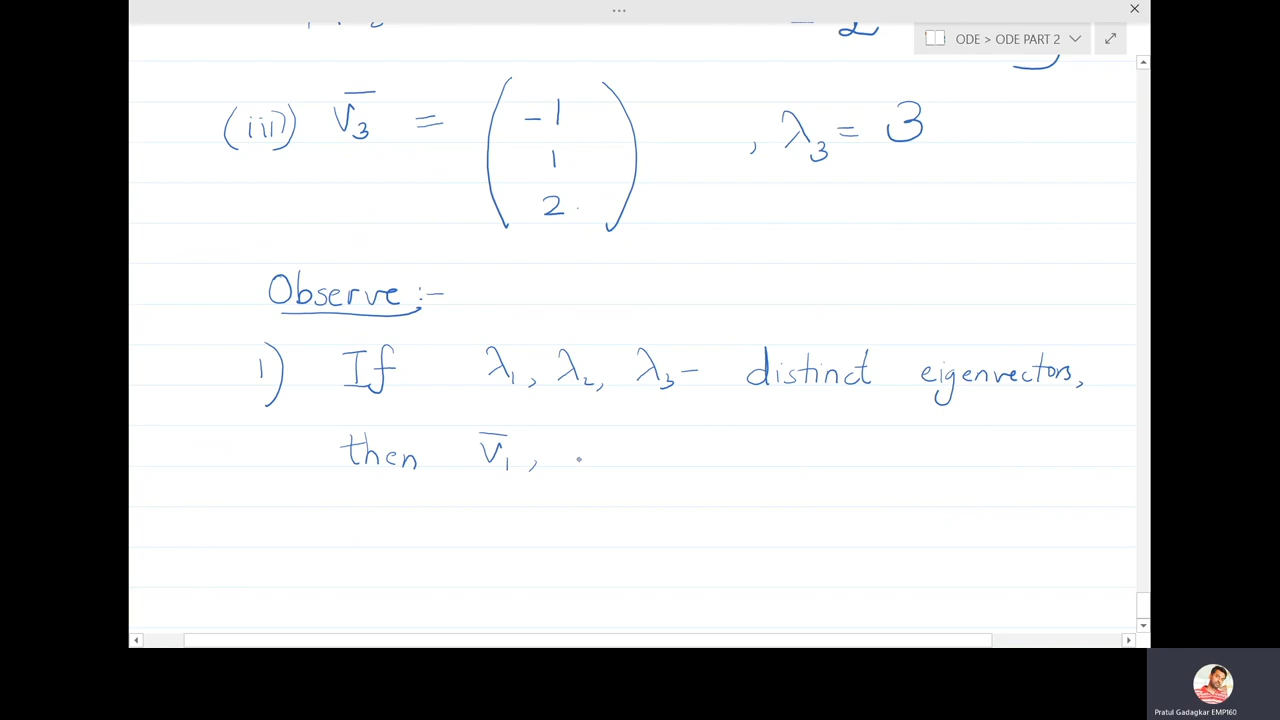 ODE > ODE PART 2
(iii) V̅₃ = ( -1
1
2 ) , λ₃ = 3
Observe :-
1) If λ₁, λ₂, λ₃ - distinct eigenvectors,
then V̅₁,
Pratul Gadagkar EMP160